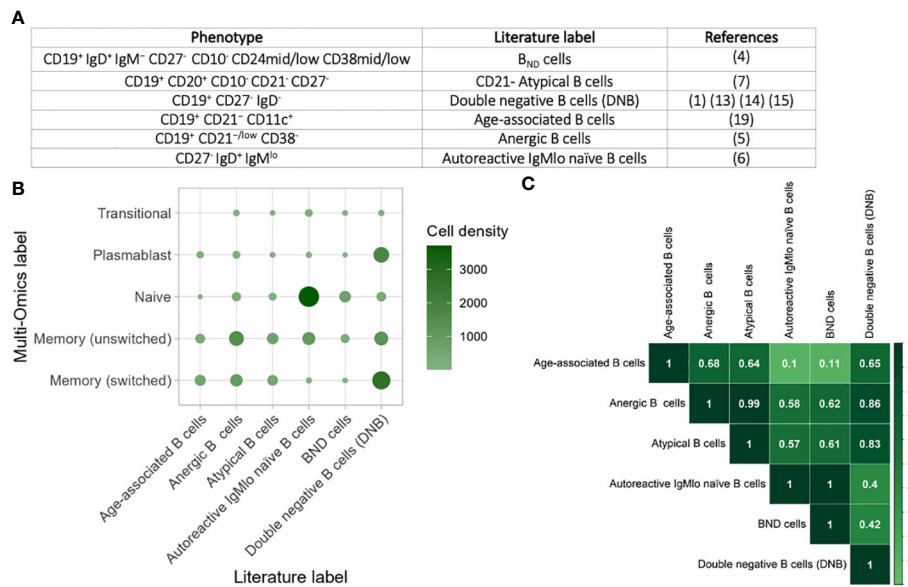 A
Phenotype Literature label References
CD19⁺ IgD⁺ IgM⁻ CD27⁻ CD10⁻ CD24mid/low CD38mid/low B_ND cells (4)
CD19⁺ CD20⁺ CD10⁻ CD21⁻ CD27⁻ CD21- Atypical B cells (7)
CD19⁺ CD27⁻ IgD⁻ Double negative B cells (DNB) (1) (13) (14) (15)
CD19⁺ CD21⁻ CD11c⁺ Age-associated B cells (19)
CD19⁺ CD21⁻/low CD38⁻ Anergic B cells (5)
CD27⁻ IgD⁺ IgMlo Autoreactive IgMlo naïve B cells (6)
B
Multi-Omics label
Transitional
Plasmablast
Naive
Memory (unswitched)
Memory (switched)
Age-associated B cells
Anergic B cells
Atypical B cells
Autoreactive IgMlo naïve B cells
BND cells
Double negative B cells (DNB)
Literature label
Cell density
3000
2000
1000
C
Age-associated B cells
Anergic B cells
Atypical B cells
Autoreactive IgMlo naïve B cells
BND cells
Double negative B cells (DNB)
Age-associated B cells 1 0.68 0.64 0.1 0.11 0.65
Anergic B cells 1 0.99 0.58 0.62 0.86
Atypical B cells 1 0.57 0.61 0.83
Autoreactive IgMlo naïve B cells 1 1 0.4
BND cells 1 0.42
Double negative B cells (DNB) 1